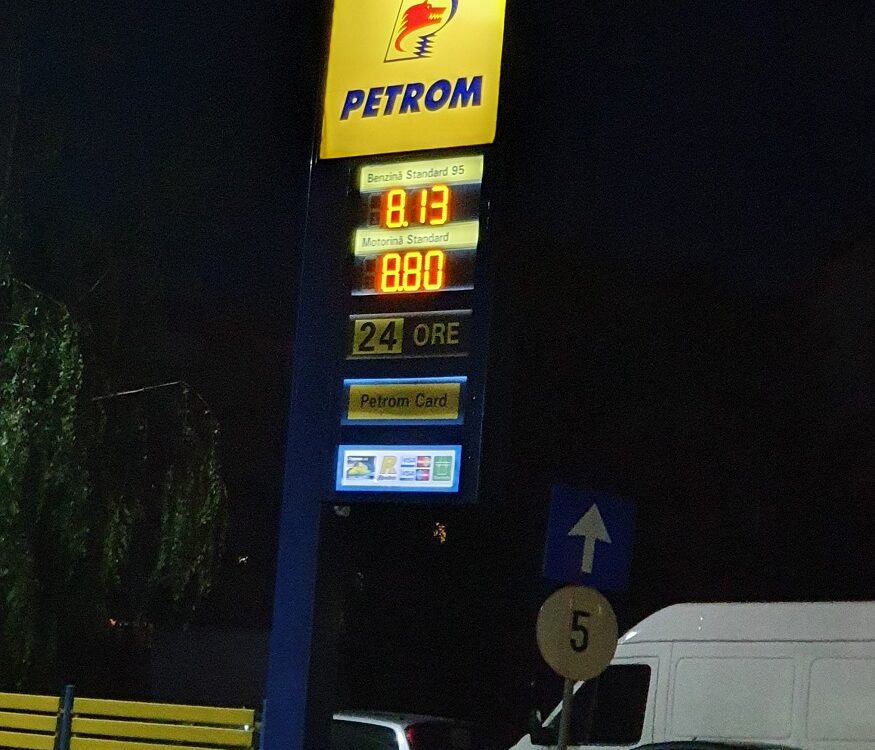 PETROM
Benzină Standard 95
8.13
Motorină Standard
8.80
24 ORE
Petrom Card
5